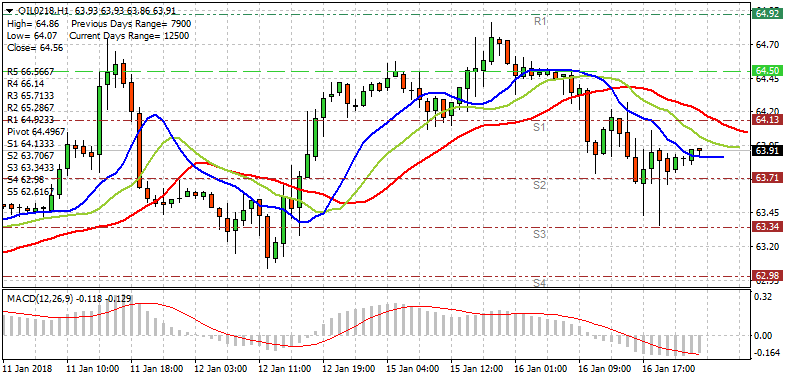 OIL0218,H1 63.93 63.93 63.86 63.91
High= 64.86 Previous Days Range= 7900
Low= 64.07 Current Days Range= 12500
Close= 64.56
R5 66.5667
R4 66.14
R3 65.7133
R2 65.2867
R1 64.9233
Pivot 64.4967
S1 64.1333
S2 63.7067
S3 63.3433
S4 62.98
S5 62.6167
R1
S1
S2
S3
S4
64.92
64.70
64.50
64.45
64.20
64.13
63.91
63.71
63.45
63.34
63.20
62.98
62.95
MACD(12,26,9) -0.118 -0.129
0.32
0.00
-0.164
11 Jan 2018
11 Jan 10:00
11 Jan 18:00
12 Jan 03:00
12 Jan 11:00
12 Jan 19:00
15 Jan 04:00
15 Jan 12:00
16 Jan 01:00
16 Jan 09:00
16 Jan 17:00